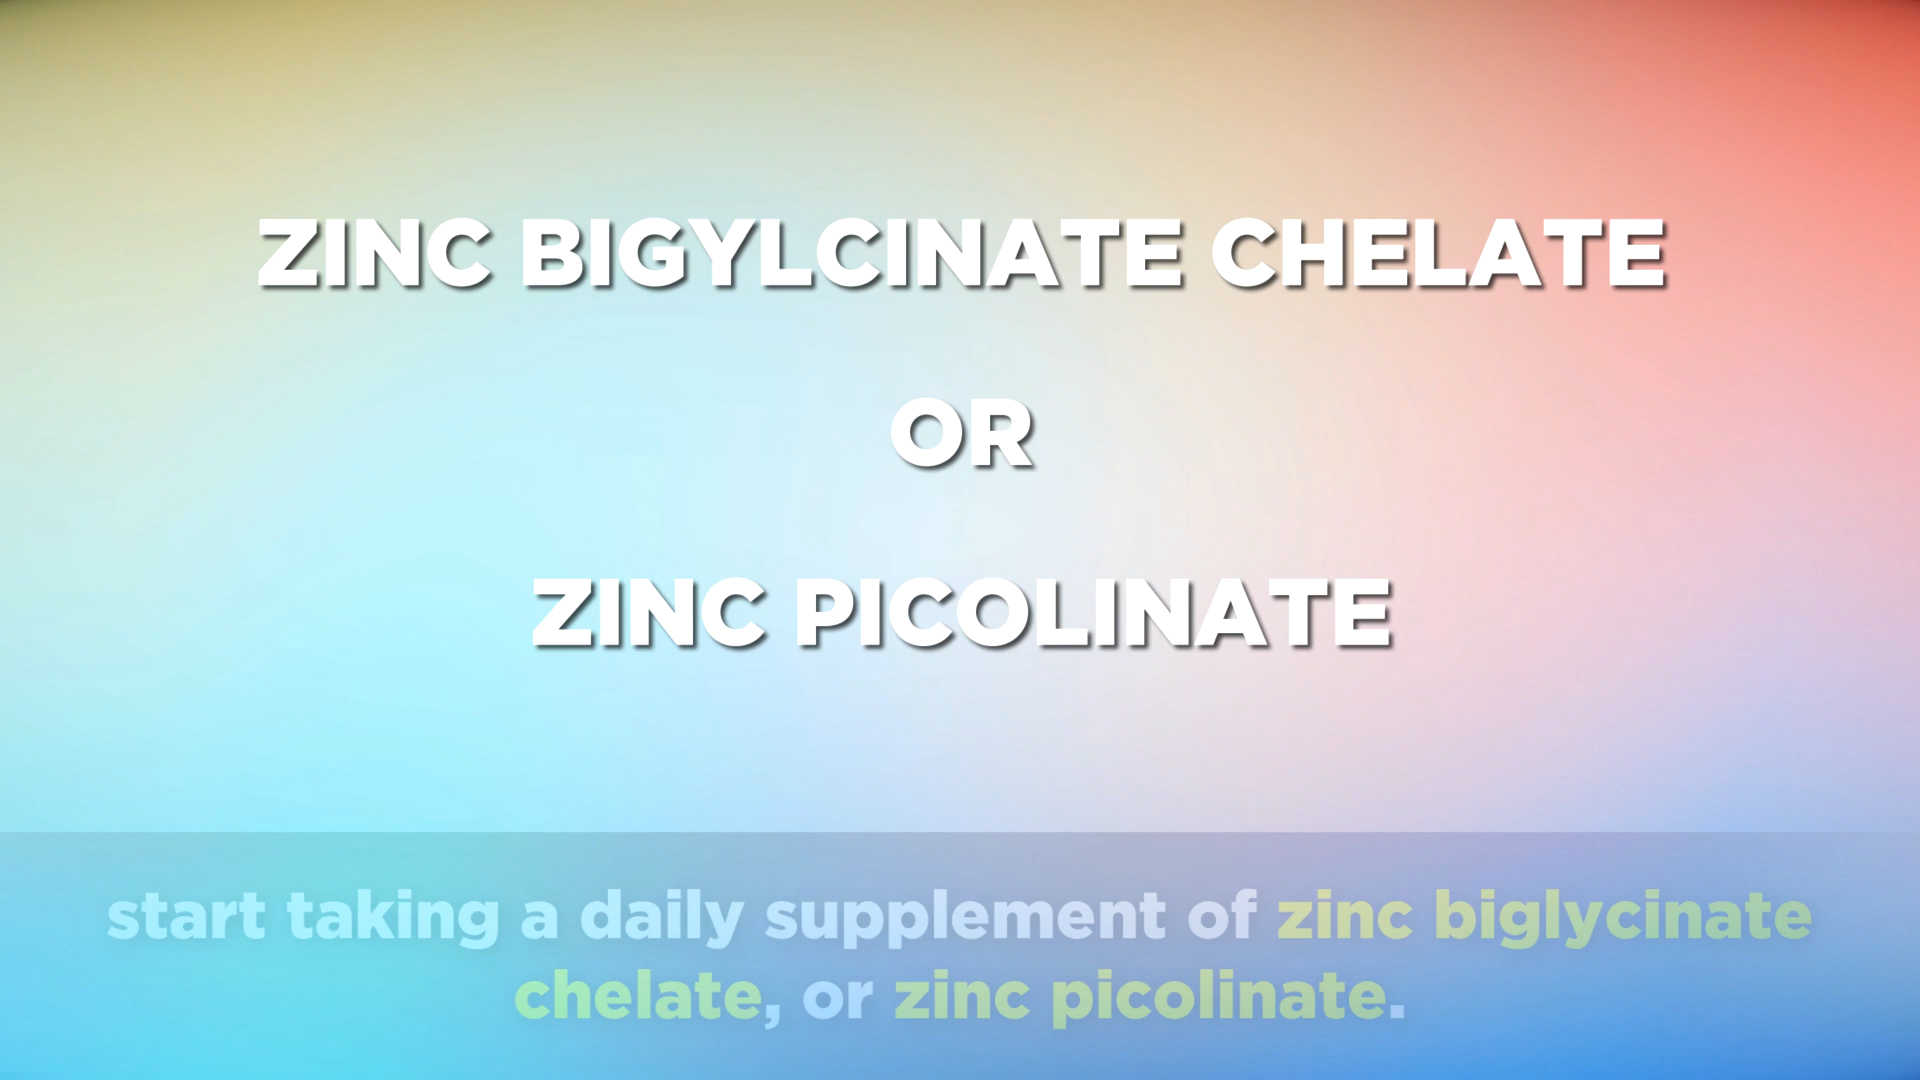 ZINC BIGYLCINATE CHELATE
OR
ZINC PICOLINATE
start taking a daily supplement of zinc biglycinate
chelate, or zinc picolinate.